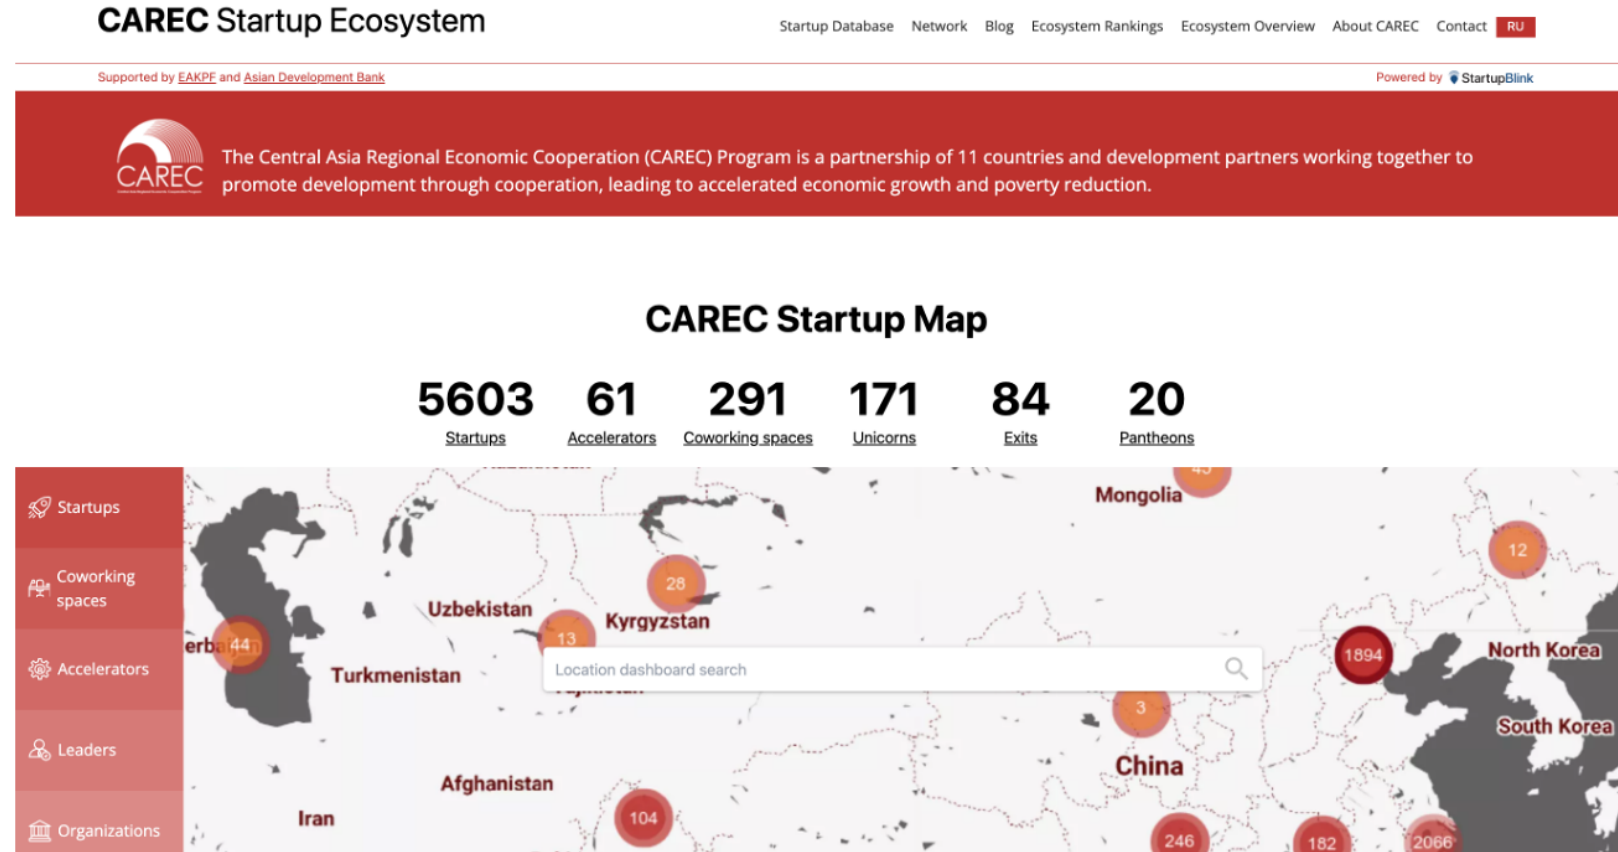 CAREC Startup Ecosystem
Startup Database Network Blog Ecosystem Rankings Ecosystem Overview About CAREC Contact RU
Supported by EAKPF and Asian Development Bank
Powered by StartupBlink
CAREC
The Central Asia Regional Economic Cooperation (CAREC) Program is a partnership of 11 countries and development partners working together to
promote development through cooperation, leading to accelerated economic growth and poverty reduction.
CAREC Startup Map
5603 61 291 171 84 20
Startups Accelerators Coworking spaces Unicorns Exits Pantheons
Startups
Coworking
spaces
Accelerators
Leaders
Organizations
45
Mongolia
12
28
Uzbekistan
Kyrgyzstan
13
44
Turkmenistan
Location dashboard search
1894
North Korea
3
South Korea
China
Afghanistan
Iran
104
246
182
2066